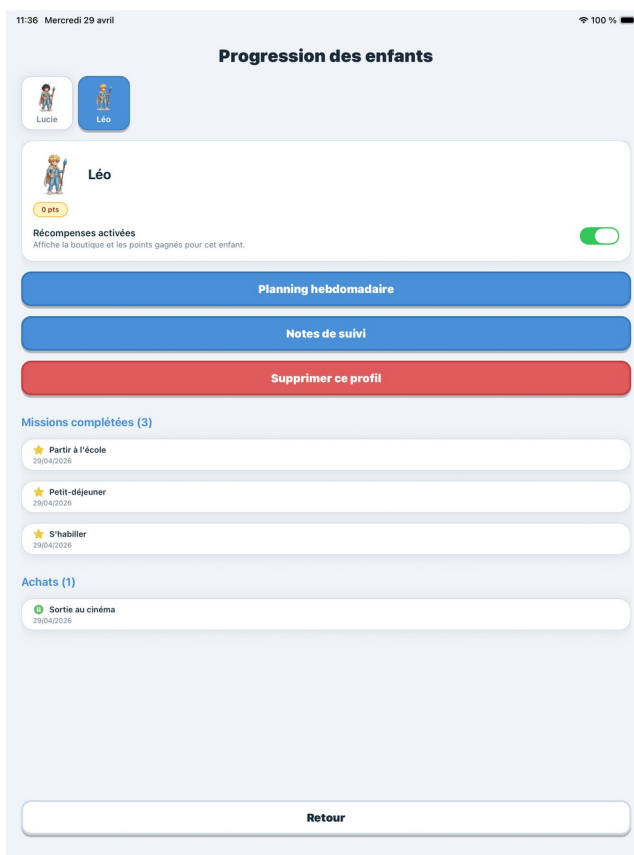 11:36 Mercredi 29 avril
100 %
Progression des enfants
Lucie
Léo
Léo
0 pts
Récompenses activées
Affiche la boutique et les points gagnés pour cet enfant.
Planning hebdomadaire
Notes de suivi
Supprimer ce profil
Missions complétées (3)
Partir à l'école
29/04/2026
Petit-déjeuner
29/04/2026
S'habiller
29/04/2026
Achats (1)
Sortie au cinéma
29/04/2026
Retour